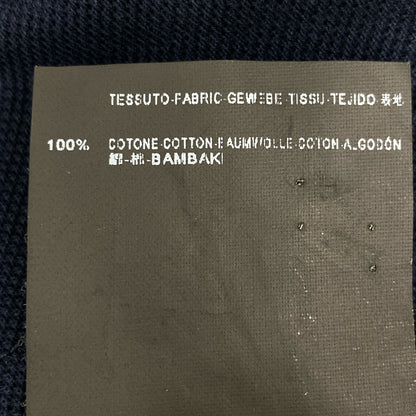 TESSUTO-FABRIC-GEWEBE-TISSU-TEJIDO-表地
100% COTONE-COTTON-BAUMWOLLE-COTON-ALGODÓN
綿-棉-BAMBAKI